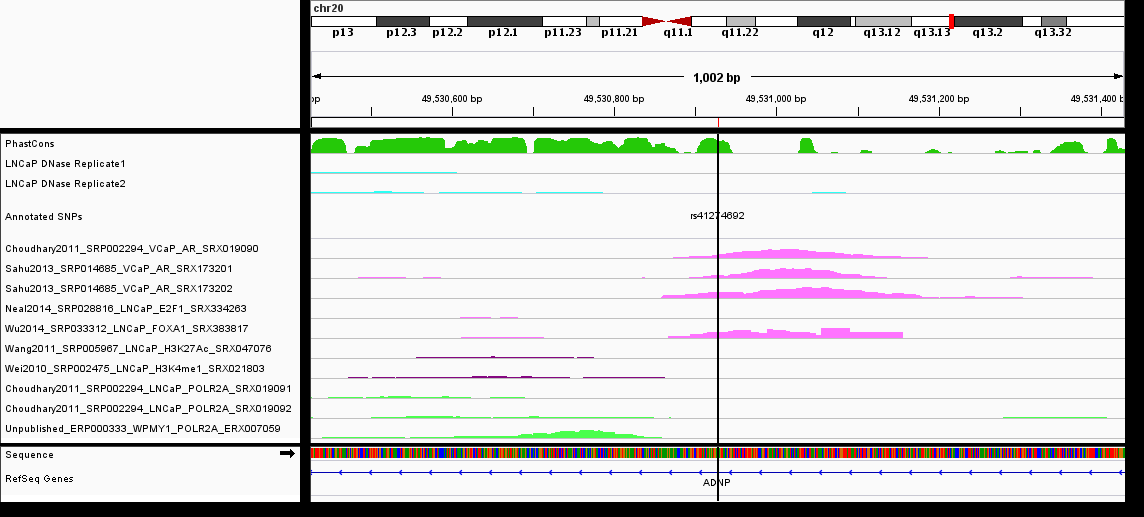 chr20
p13 p12.3 p12.2 p12.1 p11.23 p11.21 q11.1 q11.22 q12 q13.12 q13.13 q13.2 q13.32
1,002 bp
bp 49,530,600 bp 49,530,800 bp 49,531,000 bp 49,531,200 bp 49,531,400 b
PhastCons
LNCaP DNase Replicate1
LNCaP DNase Replicate2
Annotated SNPs rs41274692
Choudhary2011_SRP002294_VCaP_AR_SRX019090
Sahu2013_SRP014685_VCaP_AR_SRX173201
Sahu2013_SRP014685_VCaP_AR_SRX173202
Neal2014_SRP028816_LNCaP_E2F1_SRX334263
Wu2014_SRP033312_LNCaP_FOXA1_SRX383817
Wang2011_SRP005967_LNCaP_H3K27Ac_SRX047076
Wei2010_SRP002475_LNCaP_H3K4me1_SRX021803
Choudhary2011_SRP002294_LNCaP_POLR2A_SRX019091
Choudhary2011_SRP002294_LNCaP_POLR2A_SRX019092
Unpublished_ERP000333_WPMY1_POLR2A_ERX007059
Sequence
RefSeq Genes
ADNP